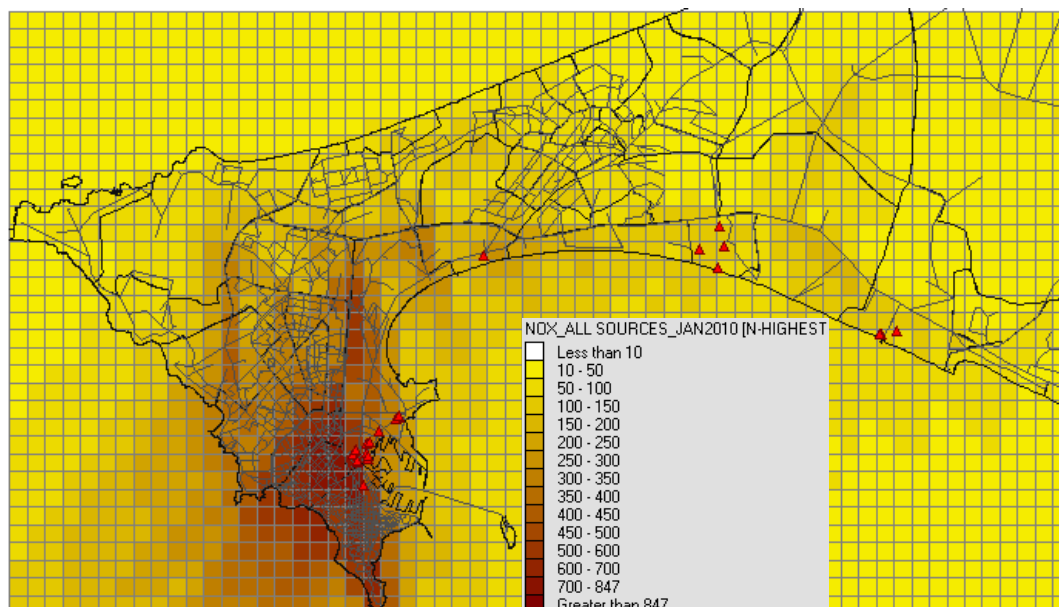 NOX_ALL SOURCES_JAN2010 [N-HIGHEST
Less than 10
10 - 50
50 - 100
100 - 150
150 - 200
200 - 250
250 - 300
300 - 350
350 - 400
400 - 450
450 - 500
500 - 600
600 - 700
700 - 847
Greater than 847